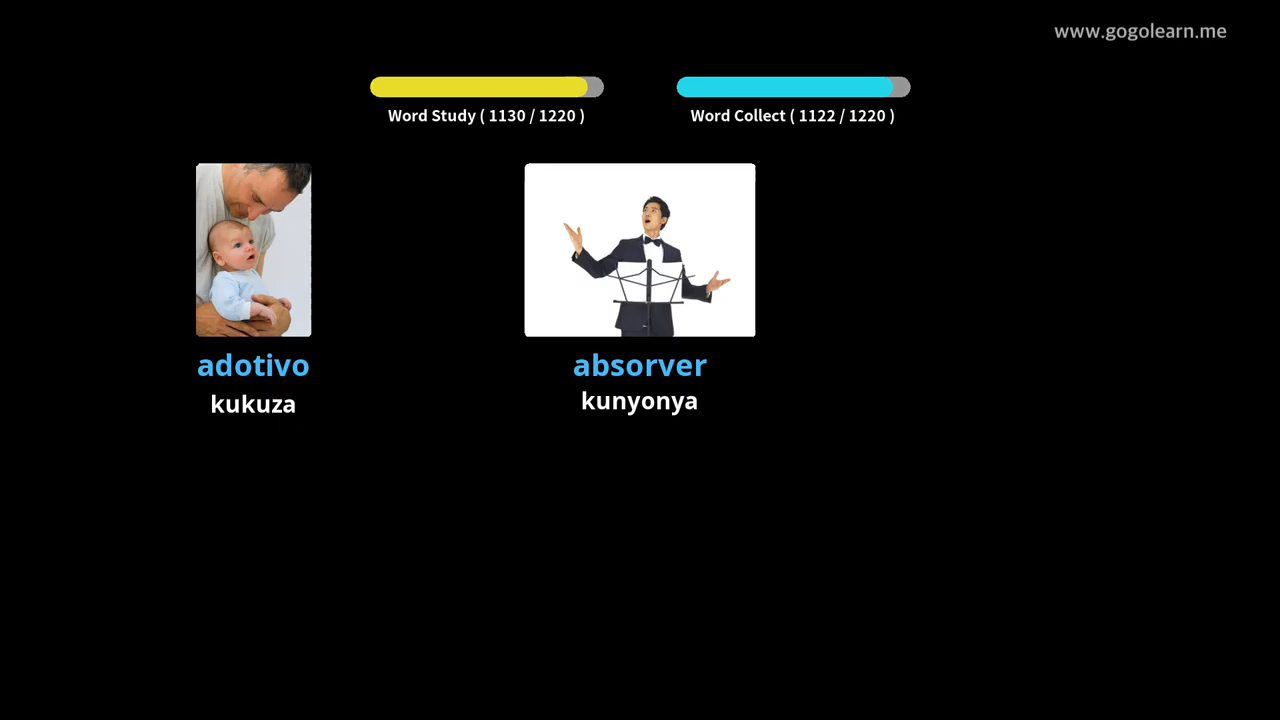 www.gogolearn.me
Word Study ( 1130 / 1220 )
Word Collect ( 1122 / 1220 )
adotivo
kukuza
absorver
kunyonya